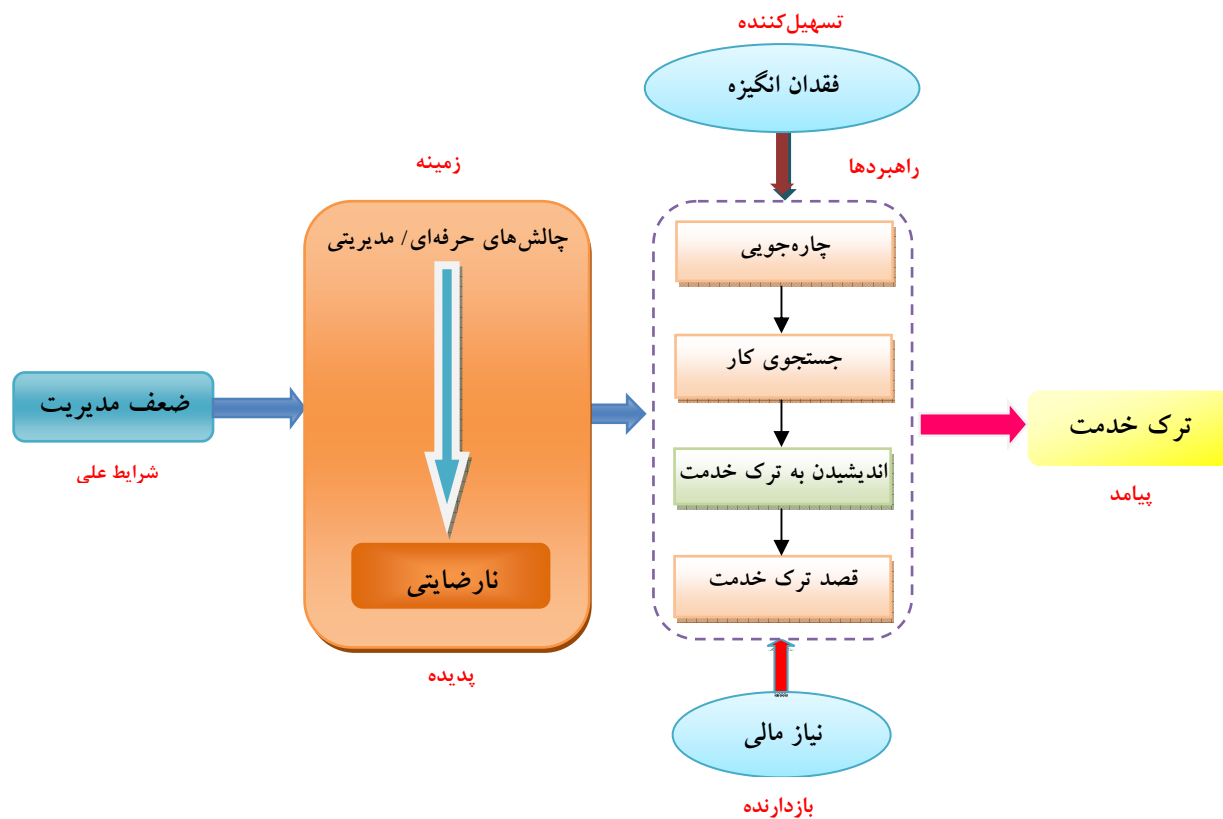 تسهیل‌کننده
فقدان انگیزه
زمینه
راهبردها
چالش‌های حرفه‌ای/ مدیریتی
چاره‌جویی
جستجوی کار
ضعف مدیریت
ترک خدمت
شرایط علی
اندیشیدن به ترک خدمت
پیامد
نارضایتی
قصد ترک خدمت
پدیده
نیاز مالی
بازدارنده